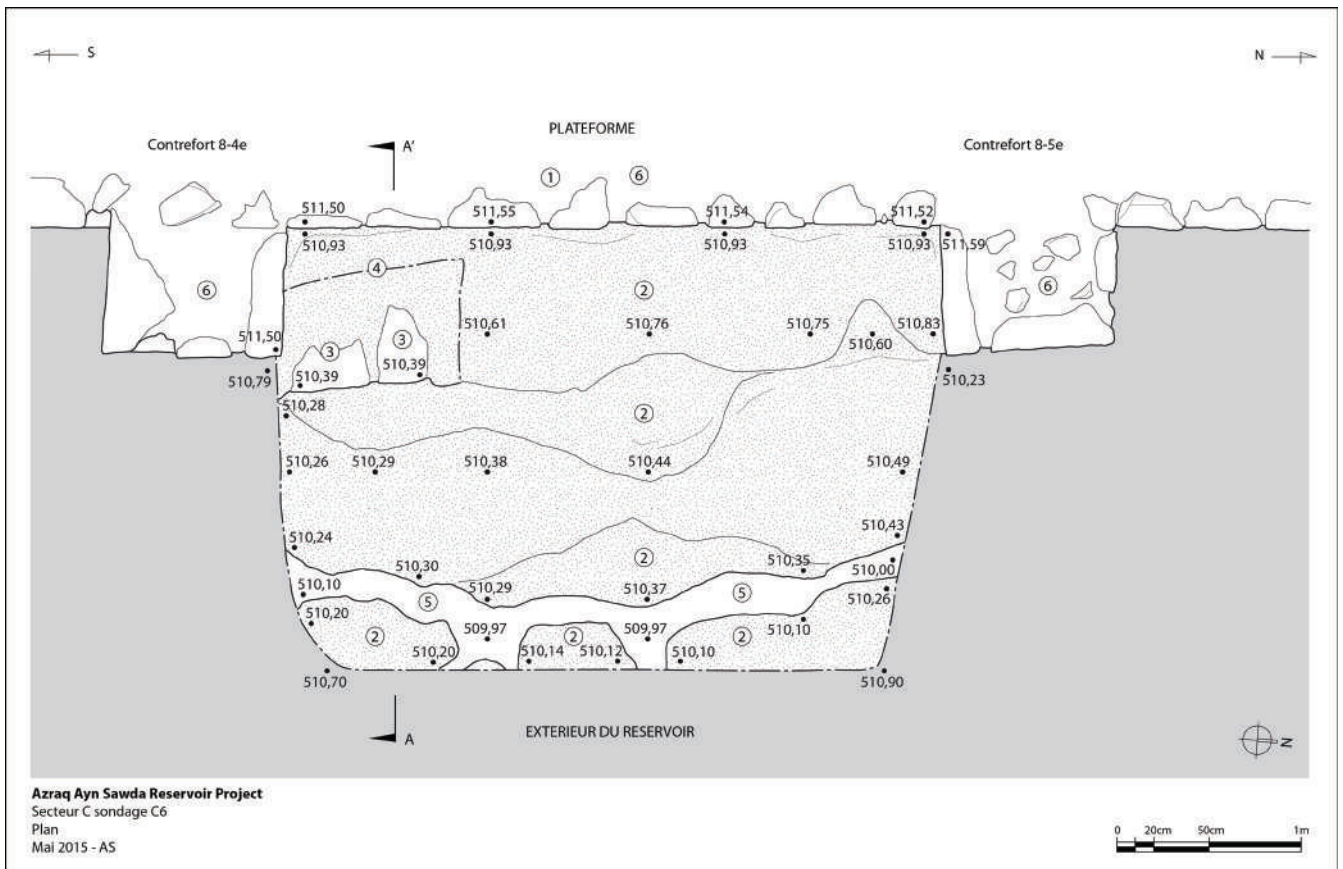 S N
PLATEFORME
Contrefort 8-4e A' Contrefort 8-5e
1 6
511,50 511,55 511,54 511,52
510,93 510,93 510,93 510,93 511,59
4
6 2 6
510,61 510,76 510,75 510,83
511,50 3 3 510,60
510,79 510,39 510,39 510,23
510,28 2
510,26 510,29 510,38 510,44 510,49
510,24 510,43
510,30 2 510,35 510,00
510,10 5 510,29 510,37 5 510,26
510,20 510,10
2 509,97 2 509,97 2
510,20 510,14 510,12 510,10
510,70 510,90
A EXTERIEUR DU RESERVOIR
N
Azraq Ayn Sawda Reservoir Project
Secteur C sondage C6
Plan
Mai 2015 - AS
0 20cm 50cm 1m